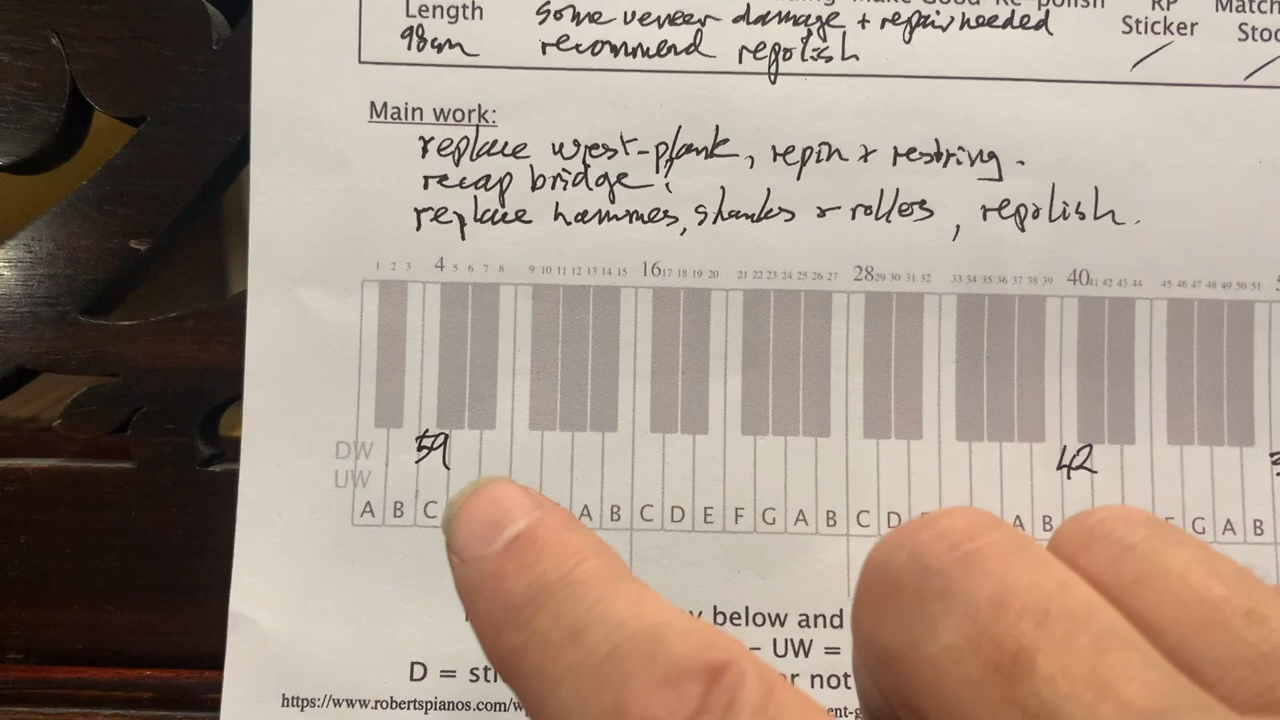 Length some veneer damage + repair needed RP Match
98cm recommend repolish Sticker Stoc
Main work:
replace wrest-plank, repin & restring.
recap bridge?
replace hammes, shanks & rollers, repolish.
1 2 3 4 5 6 7 8 9 10 11 12 13 14 15 16 17 18 19 20 21 22 23 24 25 26 27 28 29 30 31 32 33 34 35 36 37 38 39 40 41 42 43 44 45 46 47 48 49 50 51
DW 59 42
UW
A B C A B C D E F G A B C D A B G A B
below and
- UW =
D = not
https://www.robertspianos.com/w